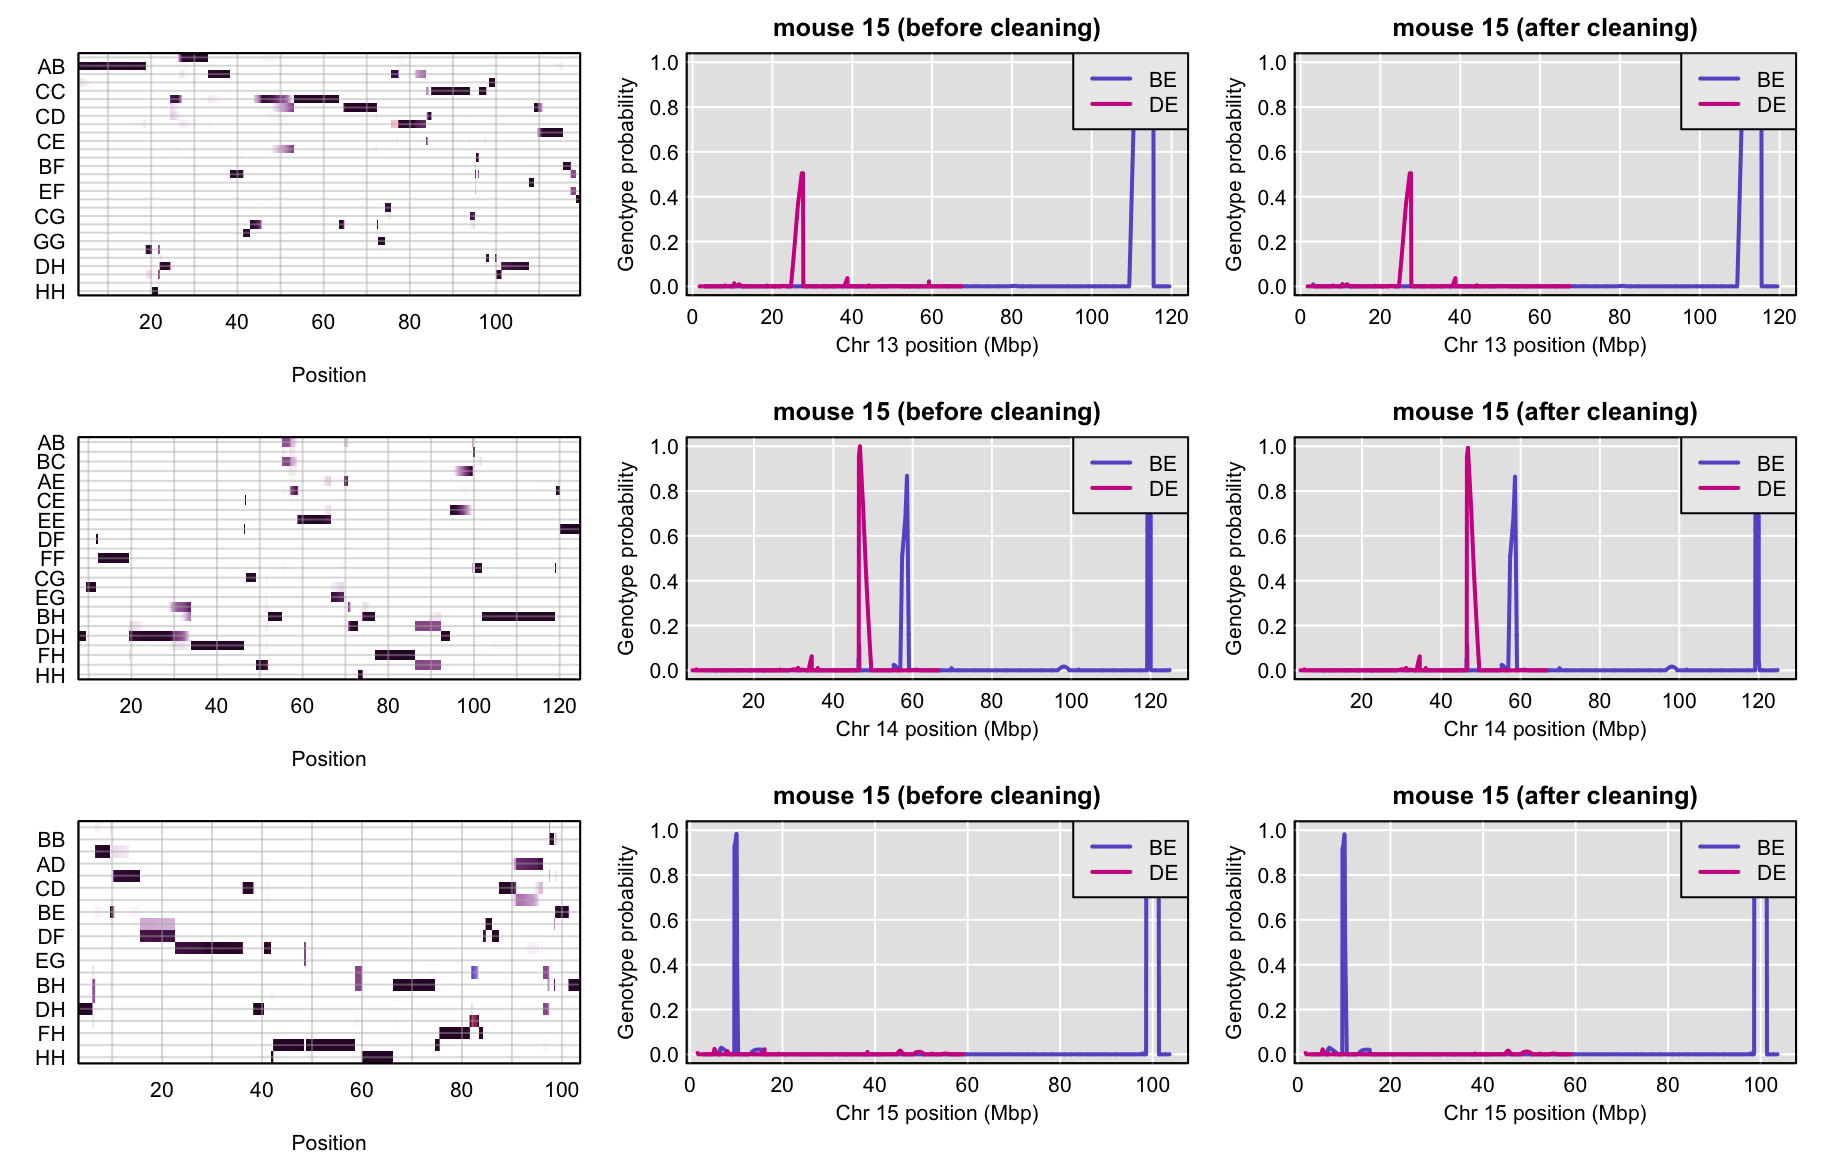 AB
CC
CD
CE
BF
EF
CG
GG
DH
HH
20 40 60 80 100
Position
mouse 15 (before cleaning)
Genotype probability
1.0
0.8
0.6
0.4
0.2
0.0
BE
DE
0 20 40 60 80 100 120
Chr 13 position (Mbp)
mouse 15 (after cleaning)
Genotype probability
1.0
0.8
0.6
0.4
0.2
0.0
BE
DE
0 20 40 60 80 100 120
Chr 13 position (Mbp)
AB
BC
AE
CE
EE
DF
FF
CG
EG
BH
DH
FH
HH
20 40 60 80 100 120
Position
mouse 15 (before cleaning)
Genotype probability
1.0
0.8
0.6
0.4
0.2
0.0
BE
DE
20 40 60 80 100 120
Chr 14 position (Mbp)
mouse 15 (after cleaning)
Genotype probability
1.0
0.8
0.6
0.4
0.2
0.0
BE
DE
20 40 60 80 100 120
Chr 14 position (Mbp)
BB
AD
CD
BE
DF
EG
BH
DH
FH
HH
20 40 60 80 100
Position
mouse 15 (before cleaning)
Genotype probability
1.0
0.8
0.6
0.4
0.2
0.0
BE
DE
0 20 40 60 80 100
Chr 15 position (Mbp)
mouse 15 (after cleaning)
Genotype probability
1.0
0.8
0.6
0.4
0.2
0.0
BE
DE
0 20 40 60 80 100
Chr 15 position (Mbp)